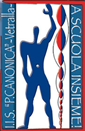 I.I.S. "P.CANONICA"-Vetralla-
A SCUOLA INSIEME!